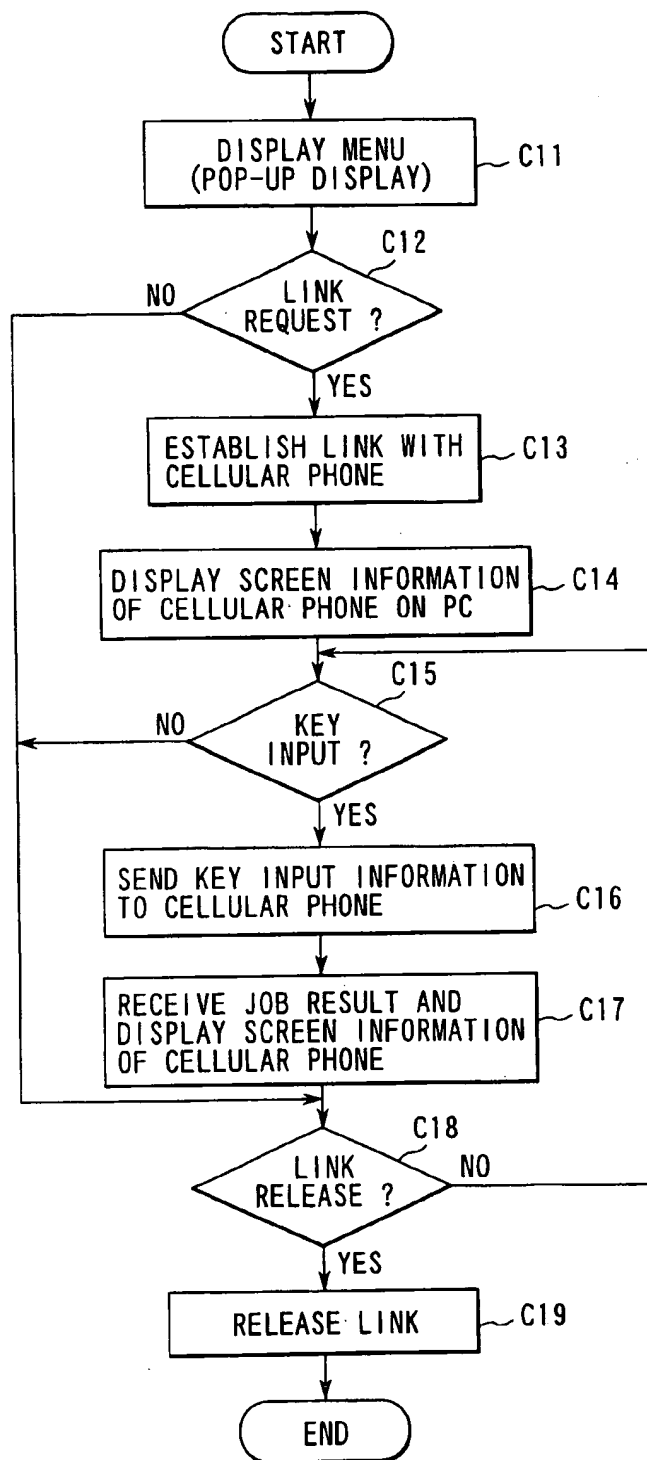 START
DISPLAY MENU
(POP-UP DISPLAY)
C11
C12
NO
LINK
REQUEST ?
YES
ESTABLISH LINK WITH
CELLULAR PHONE
C13
DISPLAY SCREEN INFORMATION
OF CELLULAR PHONE ON PC
C14
C15
NO
KEY
INPUT ?
YES
SEND KEY INPUT INFORMATION
TO CELLULAR PHONE
C16
RECEIVE JOB RESULT AND
DISPLAY SCREEN INFORMATION
OF CELLULAR PHONE
C17
C18
LINK
RELEASE ?
NO
YES
RELEASE LINK
C19
END